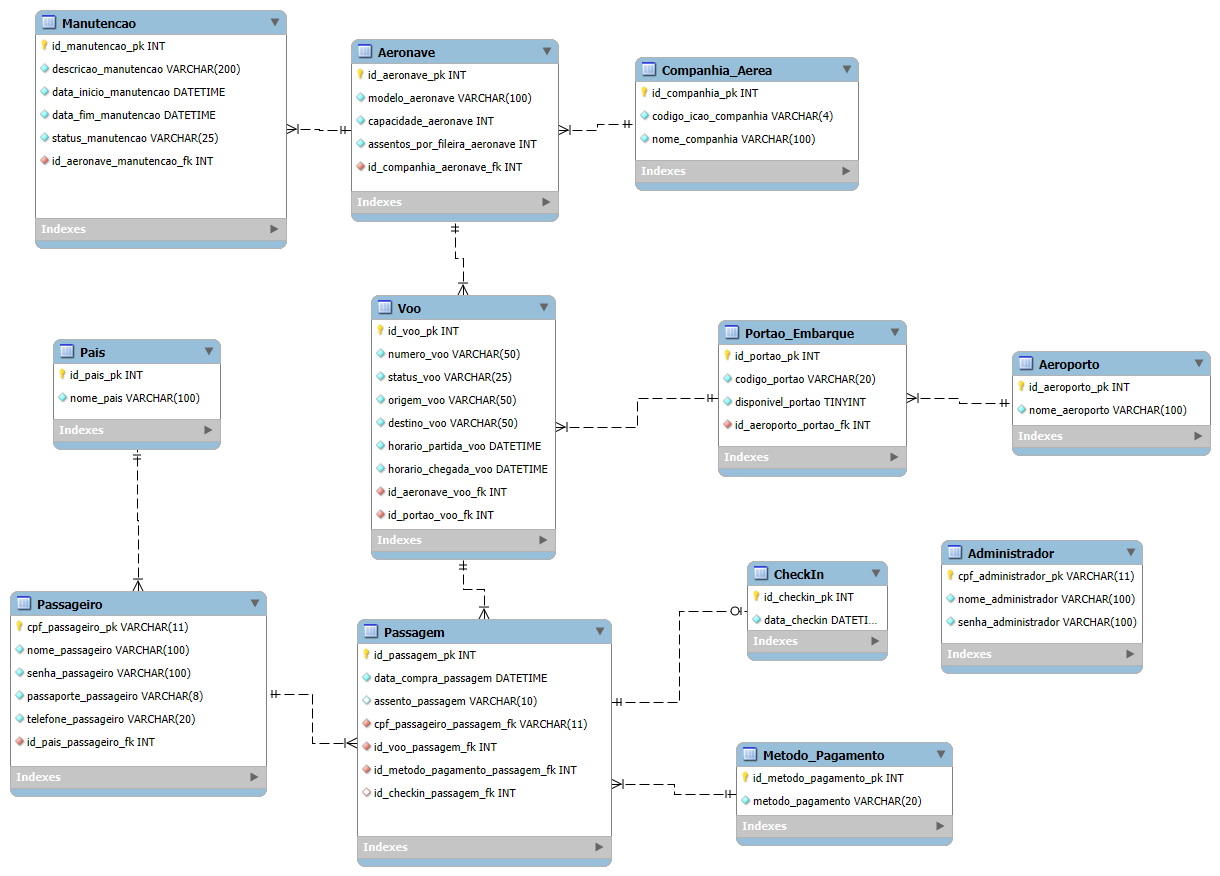 Manutencao
id_manutencao_pk INT
descricao_manutencao VARCHAR(200)
data_inicio_manutencao DATETIME
data_fim_manutencao DATETIME
status_manutencao VARCHAR(25)
id_aeronave_manutencao_fk INT
Indexes
Aeronave
id_aeronave_pk INT
modelo_aeronave VARCHAR(100)
capacidade_aeronave INT
assentos_por_fileira_aeronave INT
id_companhia_aeronave_fk INT
Indexes
Companhia_Aerea
id_companhia_pk INT
codigo_icao_companhia VARCHAR(4)
nome_companhia VARCHAR(100)
Indexes
Voo
id_voo_pk INT
numero_voo VARCHAR(50)
status_voo VARCHAR(25)
origem_voo VARCHAR(50)
destino_voo VARCHAR(50)
horario_partida_voo DATETIME
horario_chegada_voo DATETIME
id_aeronave_voo_fk INT
id_portao_voo_fk INT
Indexes
Portao_Embarque
id_portao_pk INT
codigo_portao VARCHAR(20)
disponivel_portao TINYINT
id_aeroporto_portao_fk INT
Indexes
Aeroporto
id_aeroporto_pk INT
nome_aeroporto VARCHAR(100)
Indexes
Pais
id_pais_pk INT
nome_pais VARCHAR(100)
Indexes
Passageiro
cpf_passageiro_pk VARCHAR(11)
nome_passageiro VARCHAR(100)
senha_passageiro VARCHAR(100)
passaporte_passageiro VARCHAR(8)
telefone_passageiro VARCHAR(20)
id_pais_passageiro_fk INT
Indexes
Passagem
id_passagem_pk INT
data_compra_passagem DATETIME
assento_passagem VARCHAR(10)
cpf_passageiro_passagem_fk VARCHAR(11)
id_voo_passagem_fk INT
id_metodo_pagamento_passagem_fk INT
id_checkin_passagem_fk INT
Indexes
CheckIn
id_checkin_pk INT
data_checkin DATETI...
Indexes
Administrador
cpf_administrador_pk VARCHAR(11)
nome_administrador VARCHAR(100)
senha_administrador VARCHAR(100)
Indexes
Metodo_Pagamento
id_metodo_pagamento_pk INT
metodo_pagamento VARCHAR(20)
Indexes